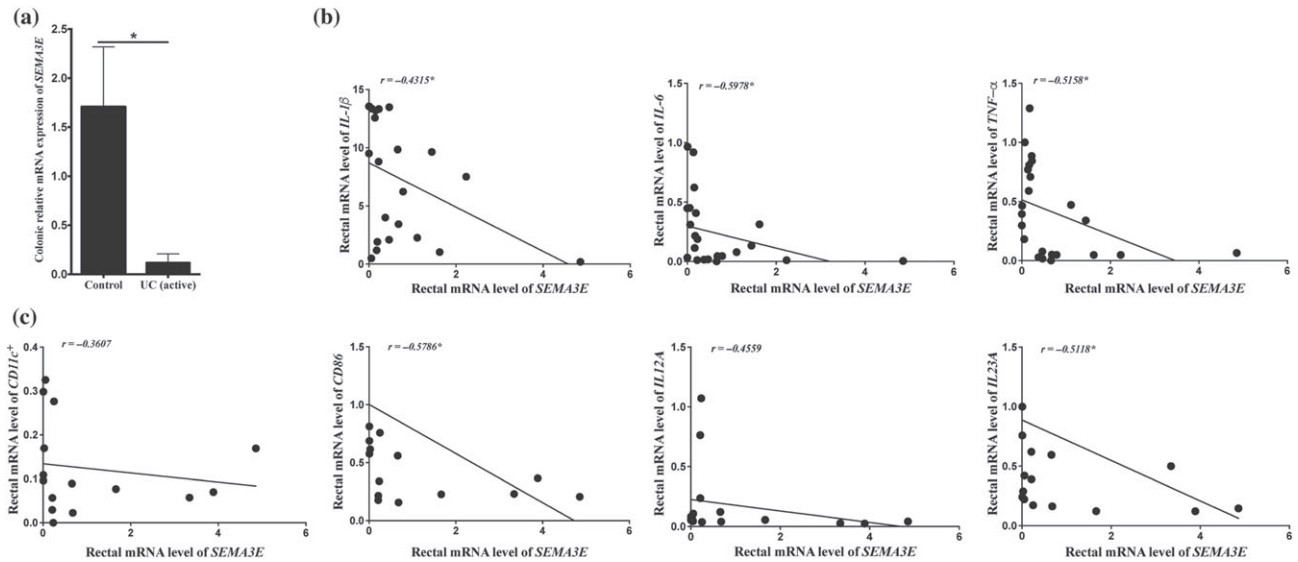 (a)
Colonic relative mRNA expression of SEMA3E
2.5
2.0
1.5
1.0
0.5
0.0
*
Control
UC (active)
(b)
r = –0.4315*
Rectal mRNA level of IL-1β
15
10
5
0
0
2
4
6
Rectal mRNA level of SEMA3E
r = –0.5978*
Rectal mRNA level of IL-6
1.5
1.0
0.5
0.0
0
2
4
6
Rectal mRNA level of SEMA3E
r = –0.5158*
Rectal mRNA level of TNF–α
1.5
1.0
0.5
0.0
0
2
4
6
Rectal mRNA level of SEMA3E
(c)
r = –0.3607
Rectal mRNA level of CD11c+
0.4
0.3
0.2
0.1
0
0
2
4
6
Rectal mRNA level of SEMA3E
r = –0.5786*
Rectal mRNA level of CD86
1.5
1.0
0.5
0.0
0
2
4
6
Rectal mRNA level of SEMA3E
r = –0.4559
Rectal mRNA level of IL12A
1.5
1.0
0.5
0.0
0
2
4
6
Rectal mRNA level of SEMA3E
r = –0.5118*
Rectal mRNA level of IL23A
1.5
1.0
0.5
0.0
0
2
4
6
Rectal mRNA level of SEMA3E